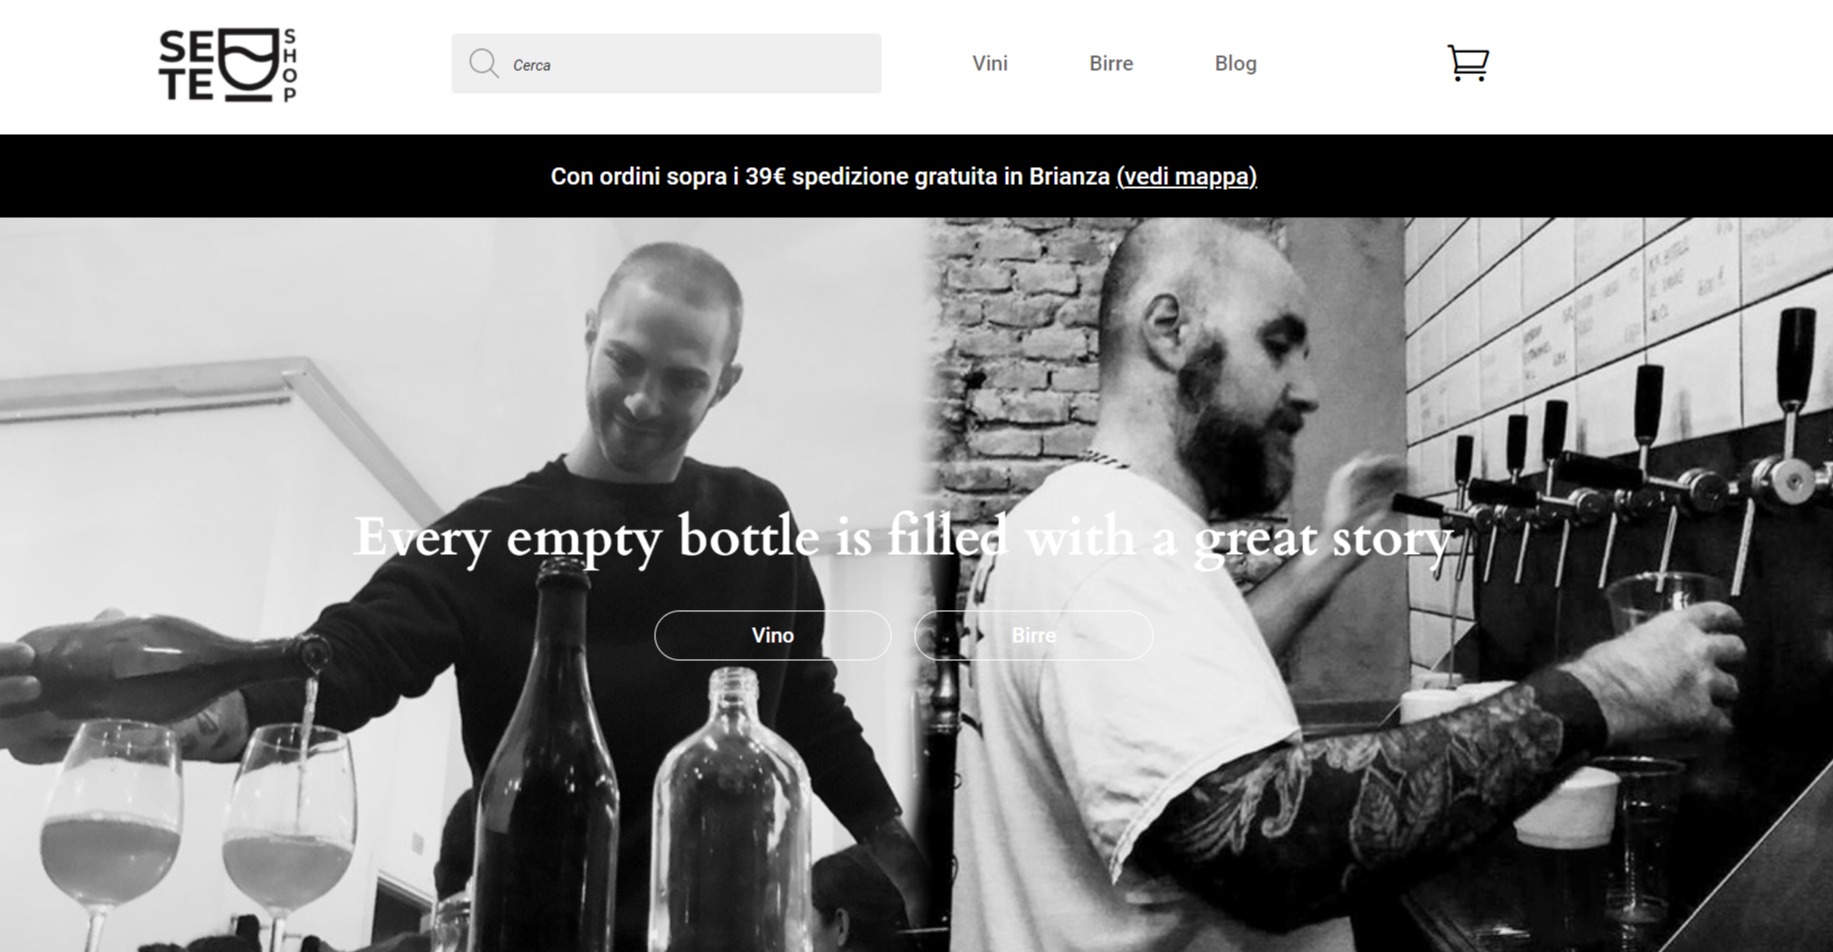 SE
TE
SHOP
Cerca
Vini
Birre
Blog
Con ordini sopra i 39€ spedizione gratuita in Brianza (vedi mappa)
Every empty bottle is filled with a great story
Vino
Birre